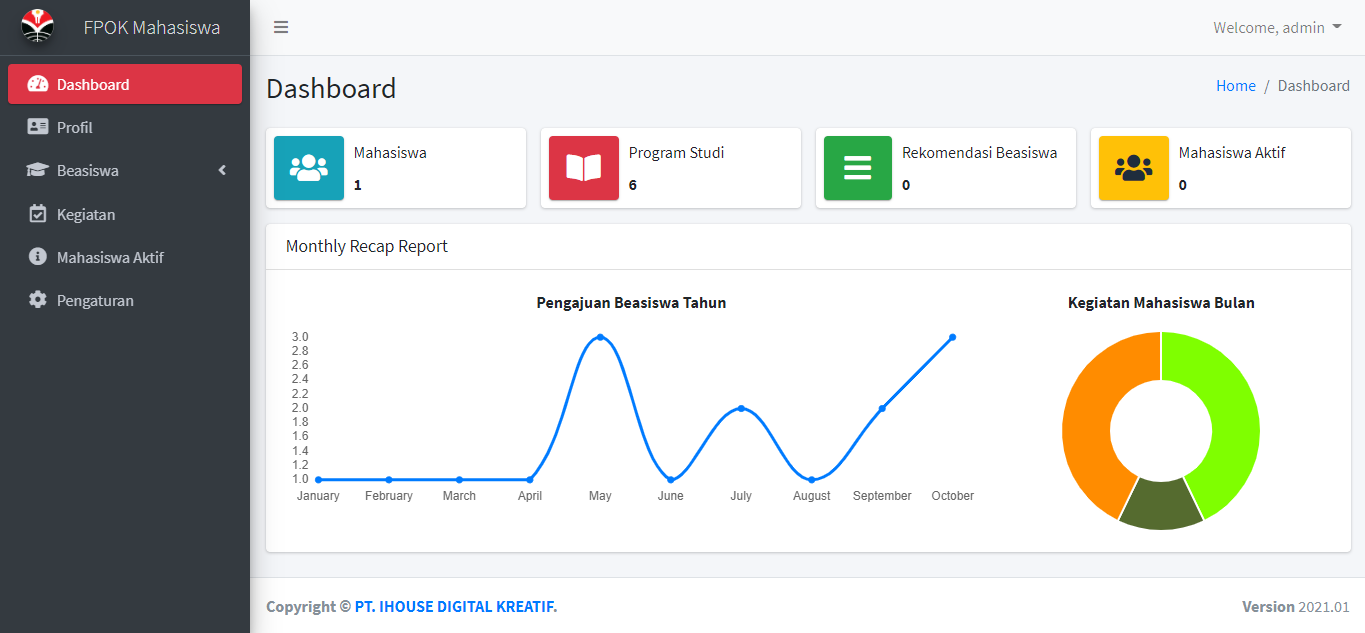 FPOK Mahasiswa
Welcome, admin
Dashboard
Profil
Beasiswa
Kegiatan
Mahasiswa Aktif
Pengaturan
Dashboard
Home / Dashboard
Mahasiswa
1
Program Studi
6
Rekomendasi Beasiswa
0
Mahasiswa Aktif
0
Monthly Recap Report
Pengajuan Beasiswa Tahun
3.0
2.8
2.6
2.4
2.2
2.0
1.8
1.6
1.4
1.2
1.0
January February March April May June July August September October
Kegiatan Mahasiswa Bulan
Copyright © PT. IHOUSE DIGITAL KREATIF.
Version 2021.01